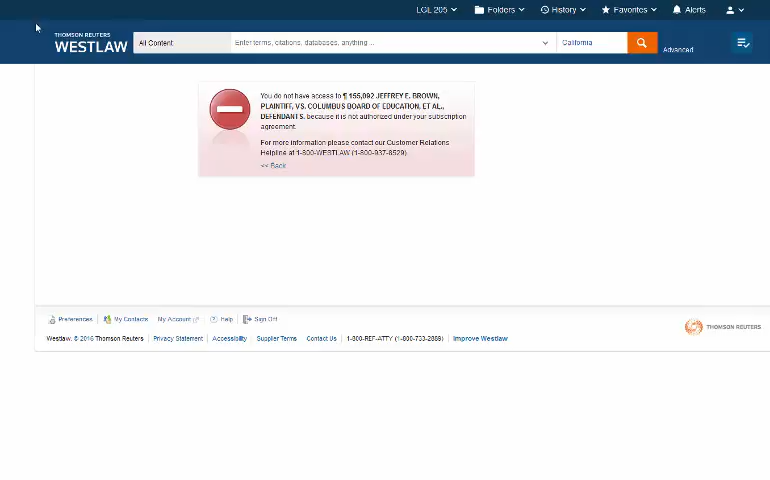 LGL 205 Folders History Favorites Alerts
THOMSON REUTERS
WESTLAW
All Content Enter terms, citations, databases, anything ... California Advanced
You do not have access to ¶ 155,092 JEFFREY E. BROWN,
PLAINTIFF, VS. COLUMBUS BOARD OF EDUCATION, ET AL.,
DEFENDANTS, because it is not authorized under your subscription
agreement.
For more information please contact our Customer Relations
Helpline at 1-800-WESTLAW (1-800-937-8529).
<< Back
Preferences My Contacts My Account Help Sign Off
THOMSON REUTERS
Westlaw. © 2016 Thomson Reuters Privacy Statement Accessibility Supplier Terms Contact Us 1-800-REF-ATTY (1-800-733-2889) Improve Westlaw